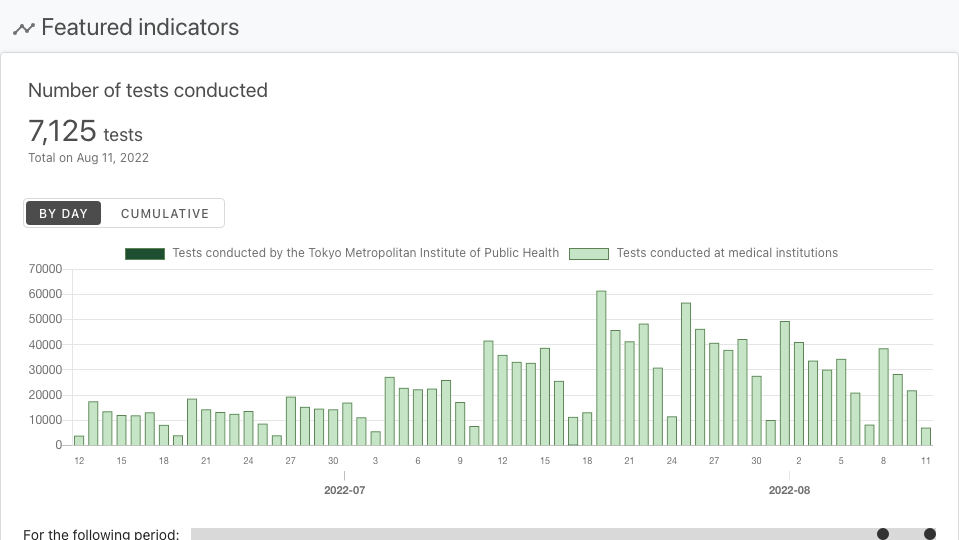 Featured indicators
Number of tests conducted
7,125 tests
Total on Aug 11, 2022
BY DAY CUMULATIVE
Tests conducted by the Tokyo Metropolitan Institute of Public Health Tests conducted at medical institutions
70000
60000
50000
40000
30000
20000
10000
0
12 15 18 21 24 27 30 3 6 9 12 15 18 21 24 27 30 2 5 8 11
2022-07 2022-08
For the following period: